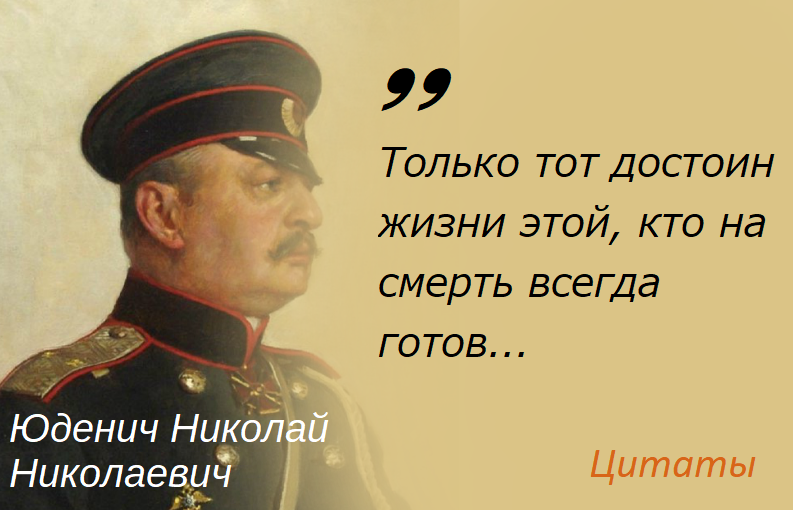 ”
Только тот достоин
жизни этой, кто на
смерть всегда
готов...
Юденич Николай
Николаевич
Цитаты